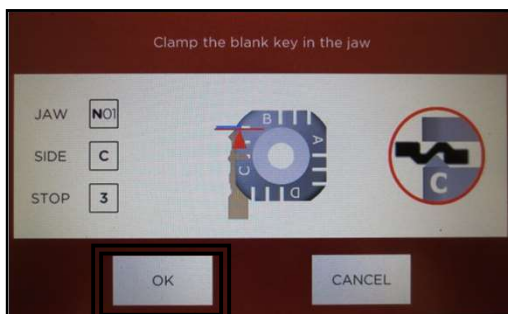 Clamp the blank key in the jaw
JAW N01
SIDE C
STOP 3
B
A
C
D
C
OK
CANCEL